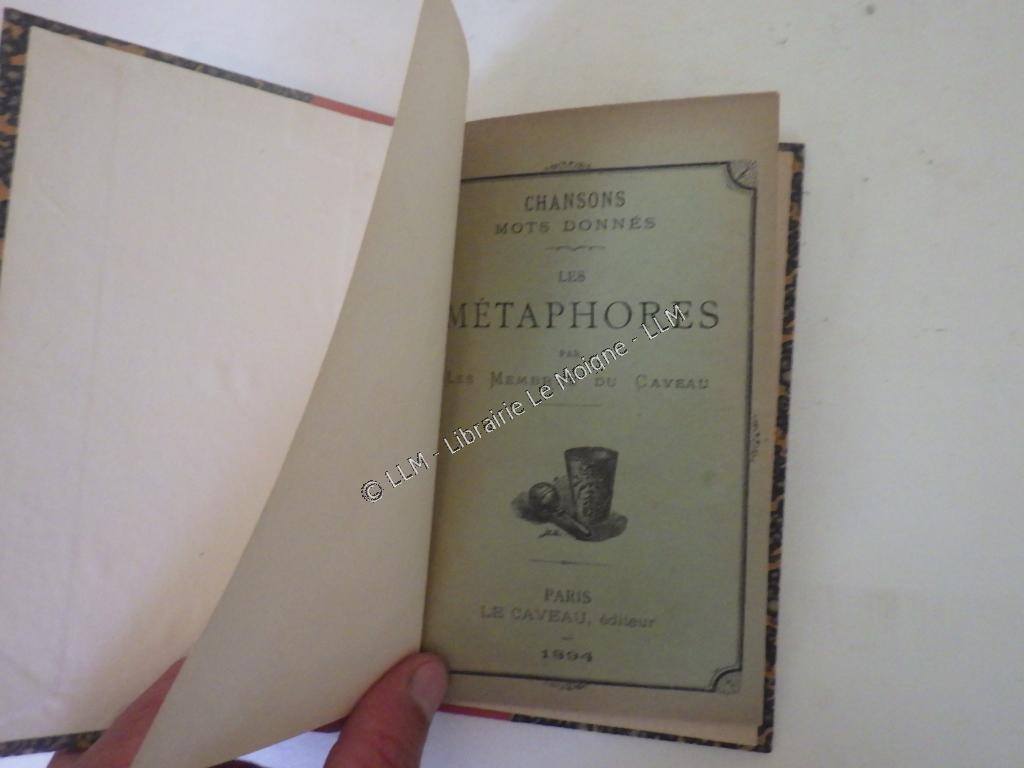 CHANSONS
MOTS DONNÉS
LES
MÉTAPHORES
PAR
LES MEMBRES DU CAVEAU
PARIS
LE CAVEAU, éditeur
1894
© LLM - Librairie Le Moigne - LLM